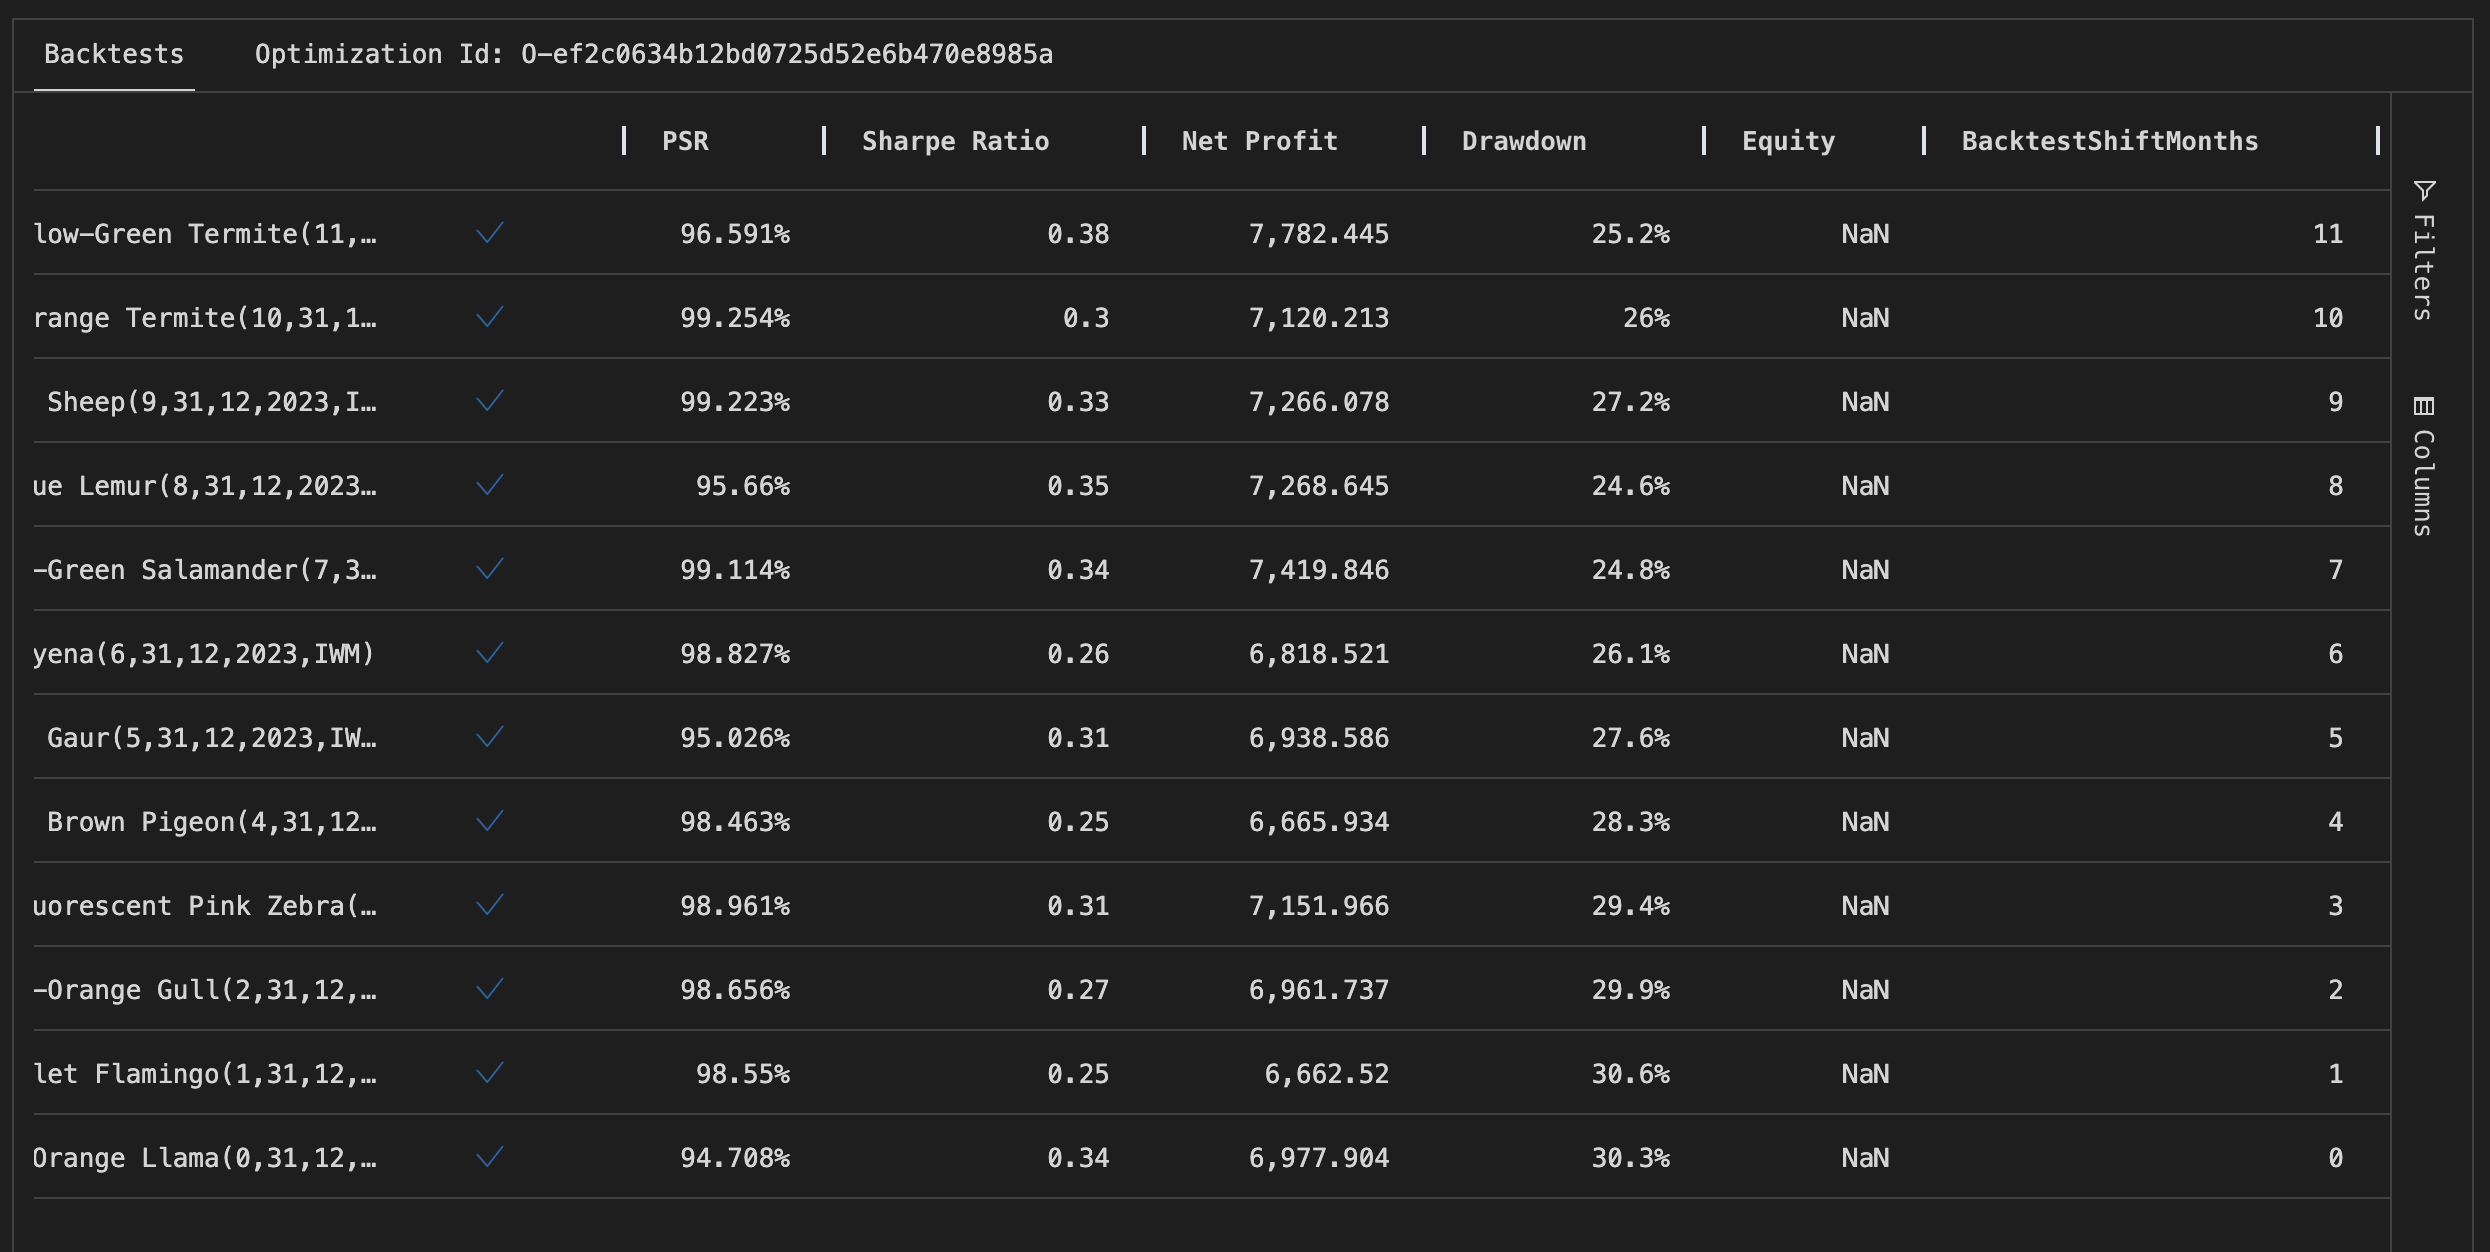 Backtests Optimization Id: O-ef2c0634b12bd0725d52e6b470e8985a
PSR Sharpe Ratio Net Profit Drawdown Equity BacktestShiftMonths
low-Green Termite(11,… 96.591% 0.38 7,782.445 25.2% NaN 11
range Termite(10,31,1… 99.254% 0.3 7,120.213 26% NaN 10
Sheep(9,31,12,2023,I… 99.223% 0.33 7,266.078 27.2% NaN 9
ue Lemur(8,31,12,2023… 95.66% 0.35 7,268.645 24.6% NaN 8
-Green Salamander(7,3… 99.114% 0.34 7,419.846 24.8% NaN 7
yena(6,31,12,2023,IWM) 98.827% 0.26 6,818.521 26.1% NaN 6
Gaur(5,31,12,2023,IW… 95.026% 0.31 6,938.586 27.6% NaN 5
Brown Pigeon(4,31,12… 98.463% 0.25 6,665.934 28.3% NaN 4
uorescent Pink Zebra(… 98.961% 0.31 7,151.966 29.4% NaN 3
-Orange Gull(2,31,12,… 98.656% 0.27 6,961.737 29.9% NaN 2
let Flamingo(1,31,12,… 98.55% 0.25 6,662.52 30.6% NaN 1
Orange Llama(0,31,12,… 94.708% 0.34 6,977.904 30.3% NaN 0
Filters
Columns